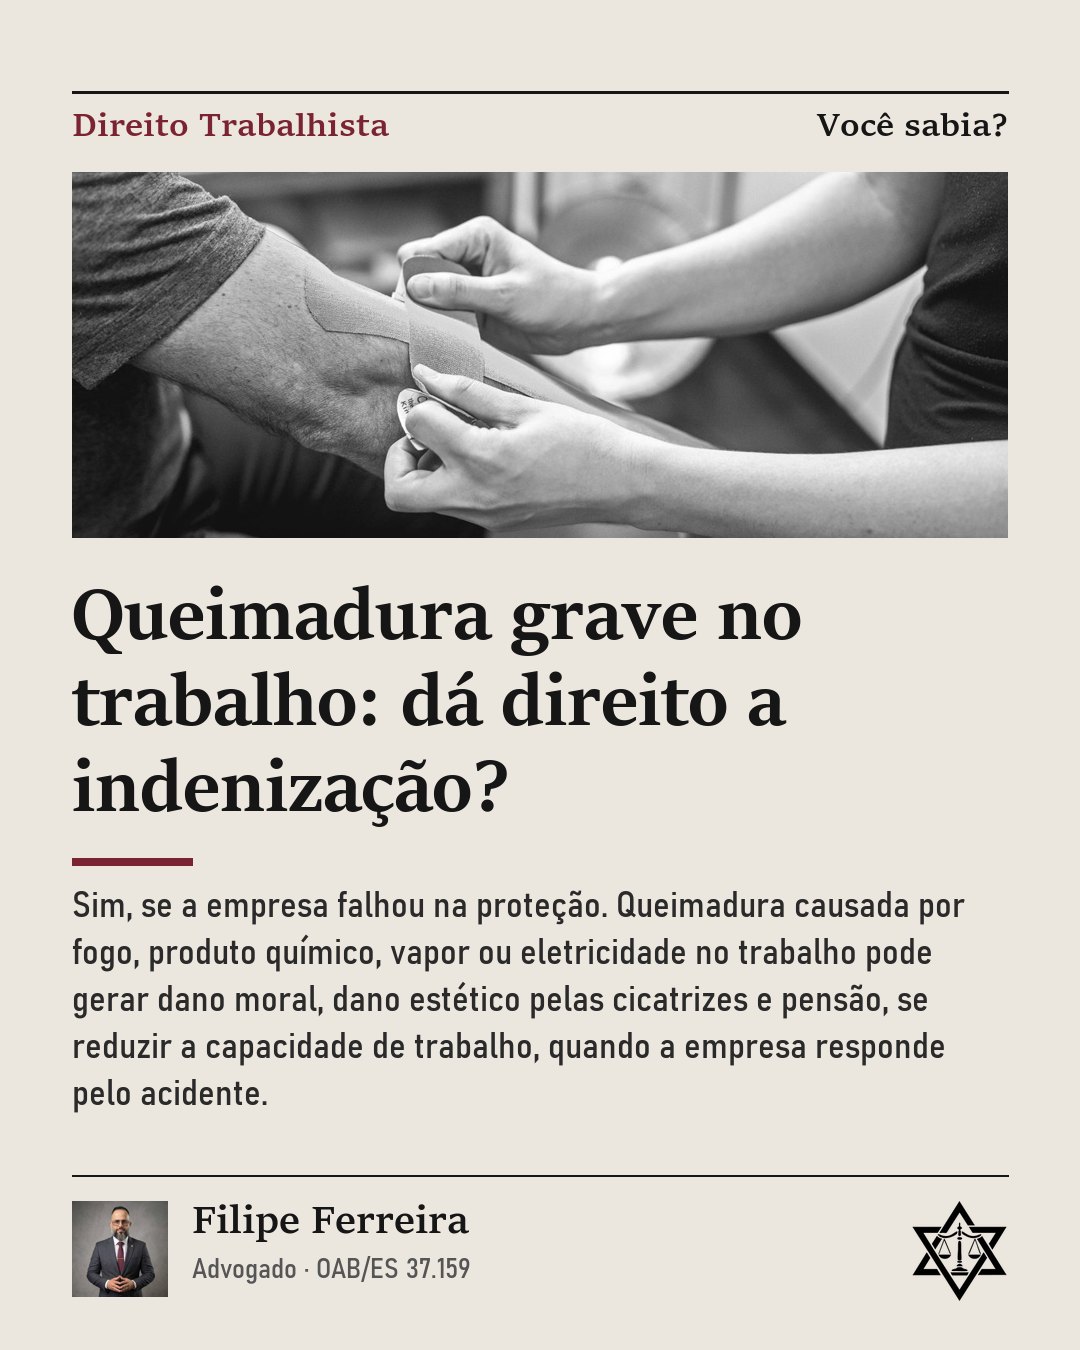 Direito Trabalhista
Você sabia?
Queimadura grave no
trabalho: dá direito a
indenização?
Sim, se a empresa falhou na proteção. Queimadura causada por
fogo, produto químico, vapor ou eletricidade no trabalho pode
gerar dano moral, dano estético pelas cicatrizes e pensão, se
reduzir a capacidade de trabalho, quando a empresa responde
pelo acidente.
Filipe Ferreira
Advogado · OAB/ES 37.159